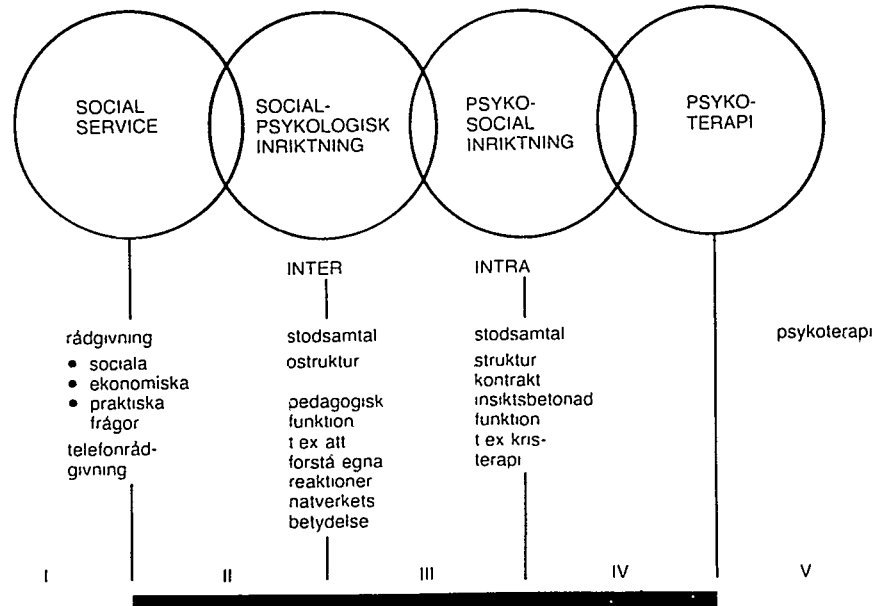 SOCIAL
SERVICE
SOCIAL-
PSYKOLOGISK
INRIKTNING
PSYKO-
SOCIAL
INRIKTNING
PSYKO-
TERAPI
INTER
INTRA
rådgivning
• sociala
• ekonomiska
• praktiska
frågor
telefonråd-
givning
stodsamtal
ostruktur
pedagogisk
funktion
t ex att
forstå egna
reaktioner
natverkets
betydelse
stodsamtal
struktur
kontrakt
insiktsbetonad
funktion
t ex kris-
terapi
psykoterapi
I
II
III
IV
V